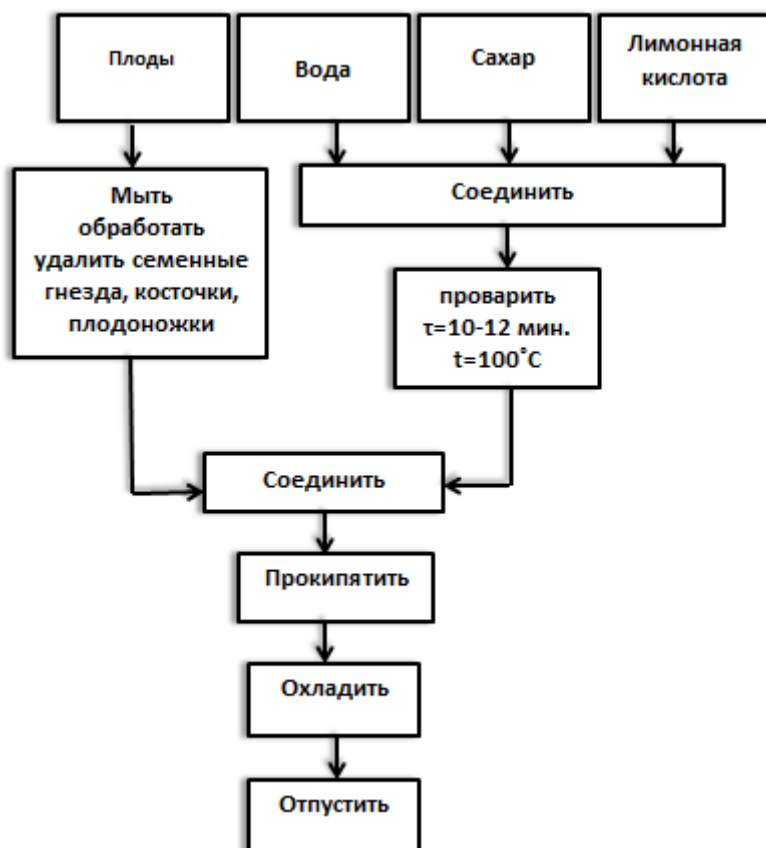 Плоды
Вода
Сахар
Лимонная
кислота
Мыть
обработать
удалить семенные
гнезда, косточки,
плодоножки
Соединить
проварить
τ=10-12 мин.
t=100˚С
Соединить
Прокипятить
Охладить
Отпустить